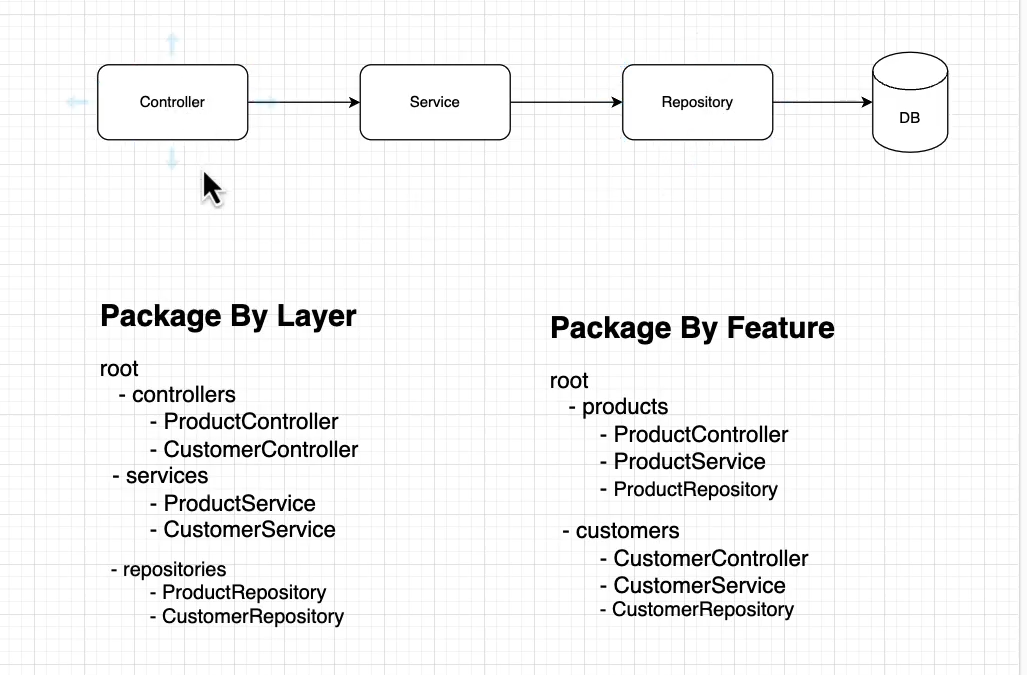 Controller
Service
Repository
DB
Package By Layer
root
- controllers
- ProductController
- CustomerController
- services
- ProductService
- CustomerService
- repositories
- ProductRepository
- CustomerRepository
Package By Feature
root
- products
- ProductController
- ProductService
- ProductRepository
- customers
- CustomerController
- CustomerService
- CustomerRepository